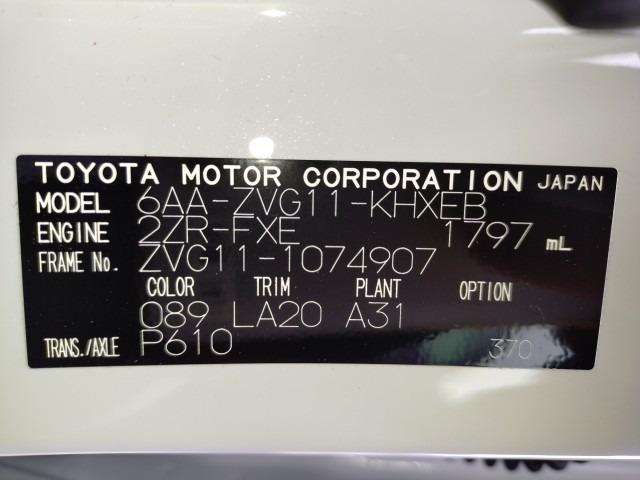 TOYOTA MOTOR CORPORATION JAPAN
MODEL 6AA-ZVG11-KHXEB
ENGINE 2ZR-FXE 1797 mL
FRAME No. ZVG11-1074907
COLOR TRIM PLANT OPTION
089 LA20 A31
TRANS./AXLE P610 370